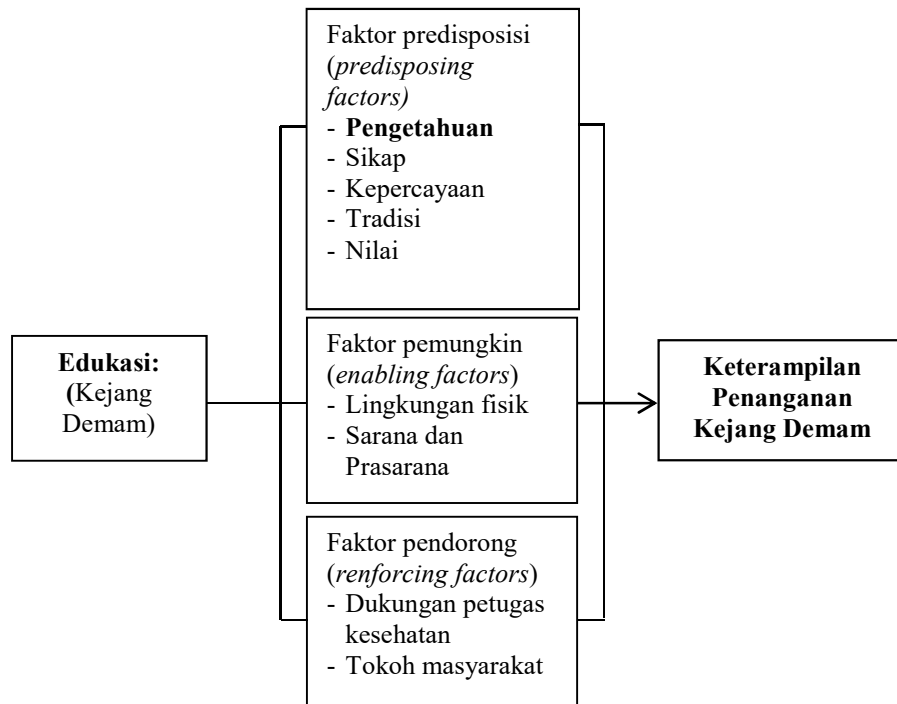 Faktor predisposisi
(predisposing
factors)
- Pengetahuan
- Sikap
- Kepercayaan
- Tradisi
- Nilai
Edukasi:
(Kejang
Demam)
Faktor pemungkin
(enabling factors)
- Lingkungan fisik
- Sarana dan
Prasarana
Keterampilan
Penanganan
Kejang Demam
Faktor pendorong
(renforcing factors)
- Dukungan petugas
kesehatan
- Tokoh masyarakat